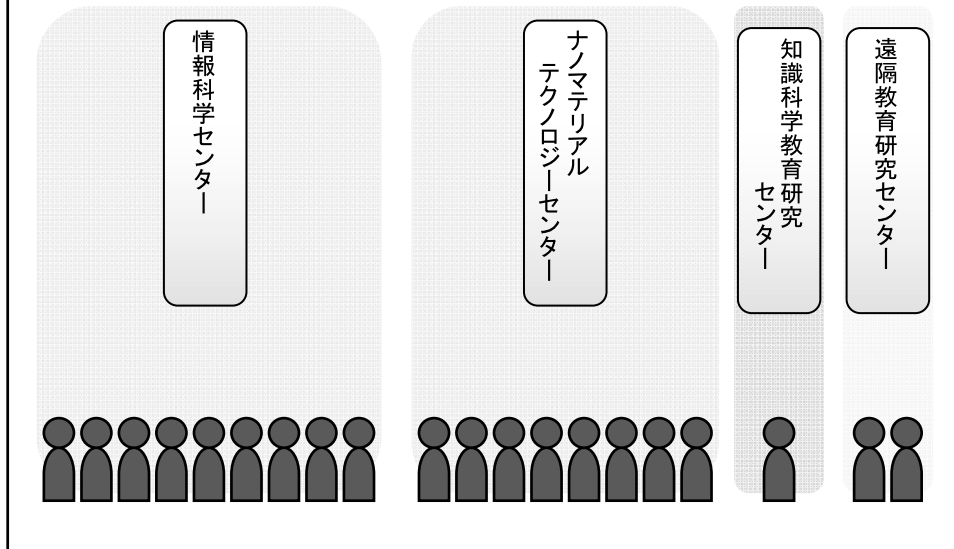 情報科学センター
ナノマテリアル
テクノロジーセンター
知識科学教育研究
センター
遠隔教育研究センター